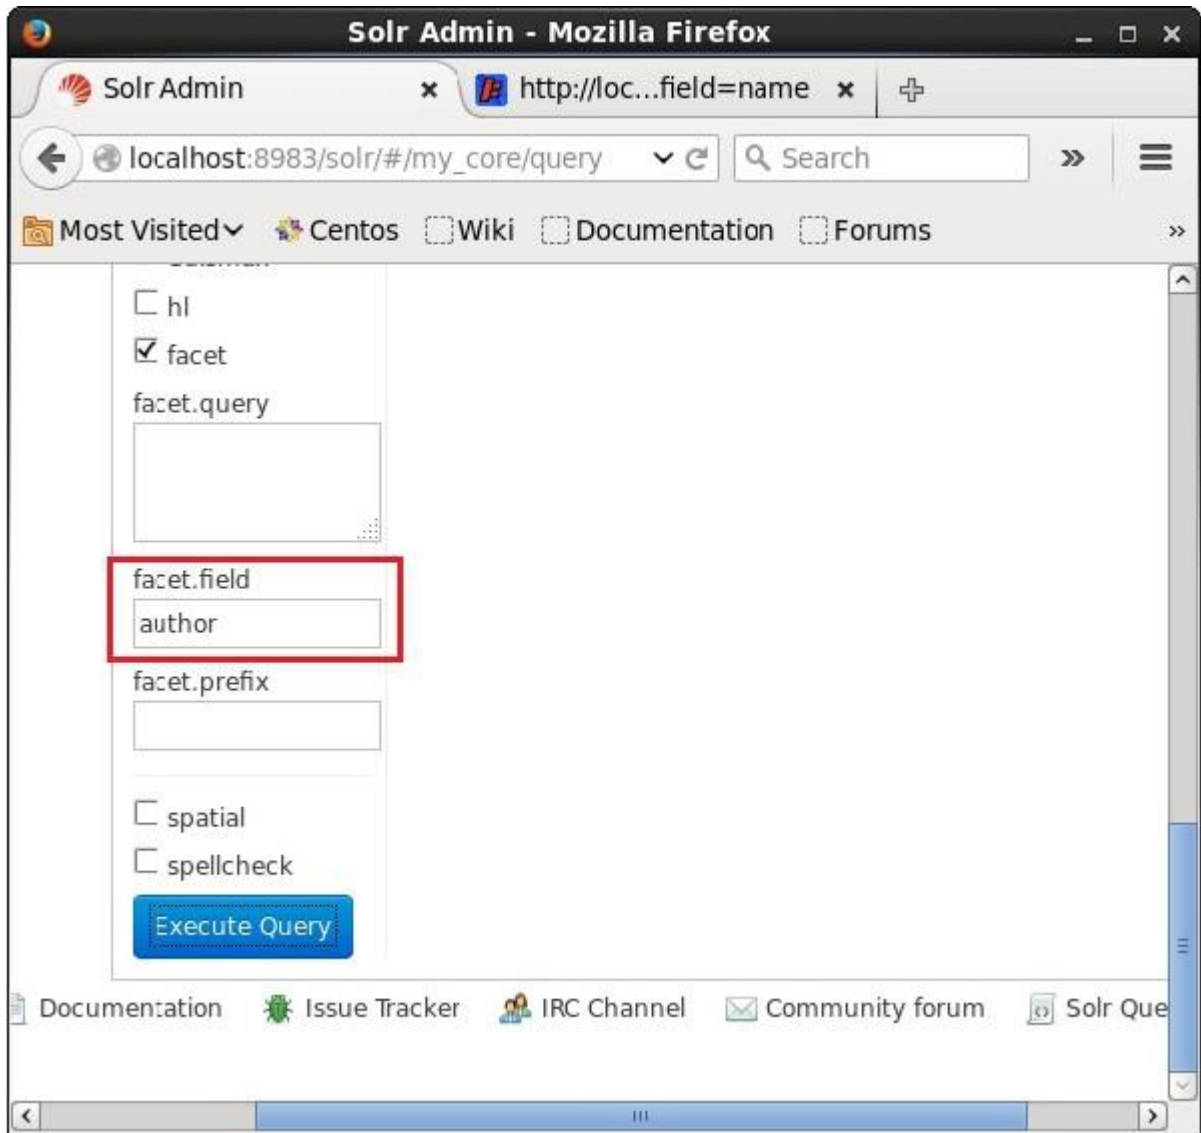 Solr Admin - Mozilla Firefox
Solr Admin http://loc...field=name
localhost:8983/solr/#/my_core/query Search
Most Visited Centos Wiki Documentation Forums
hl
facet
facet.query
facet.field
author
facet.prefix
spatial
spellcheck
Execute Query
Documentation Issue Tracker IRC Channel Community forum Solr Que